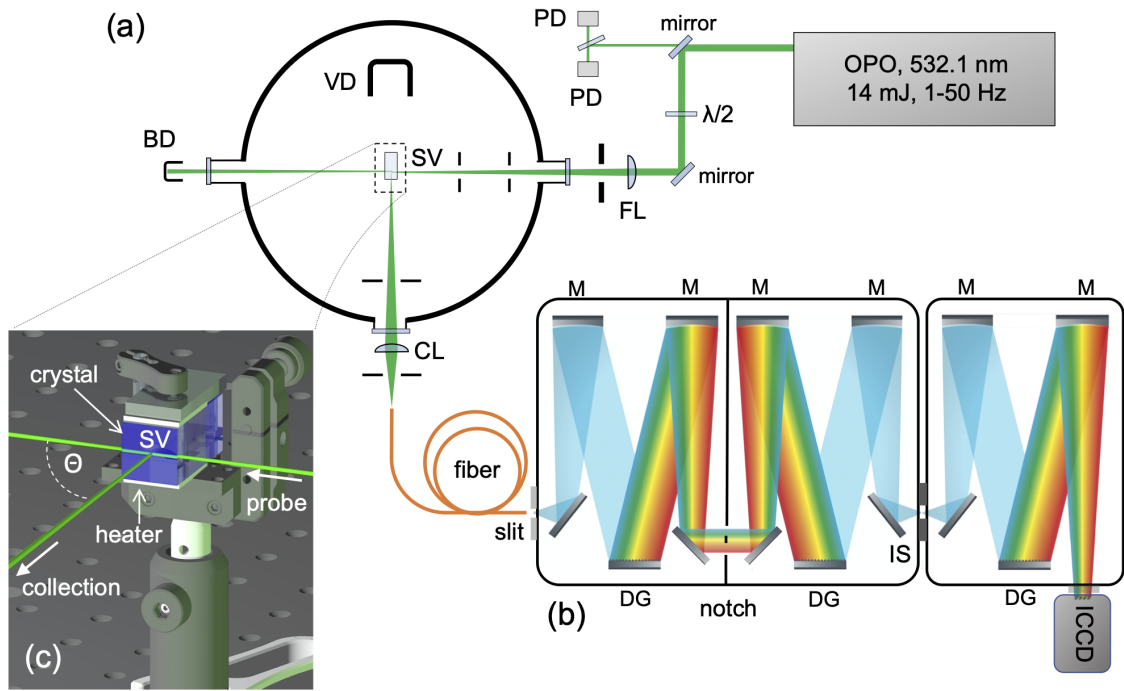 (a)
PD
PD
mirror
OPO, 532.1 nm
14 mJ, 1-50 Hz
λ/2
mirror
VD
BD
SV
FL
CL
crystal
SV
Θ
probe
heater
collection
(c)
fiber
slit
M
M
M
M
M
M
IS
DG
notch
DG
DG
(b)
ICCD